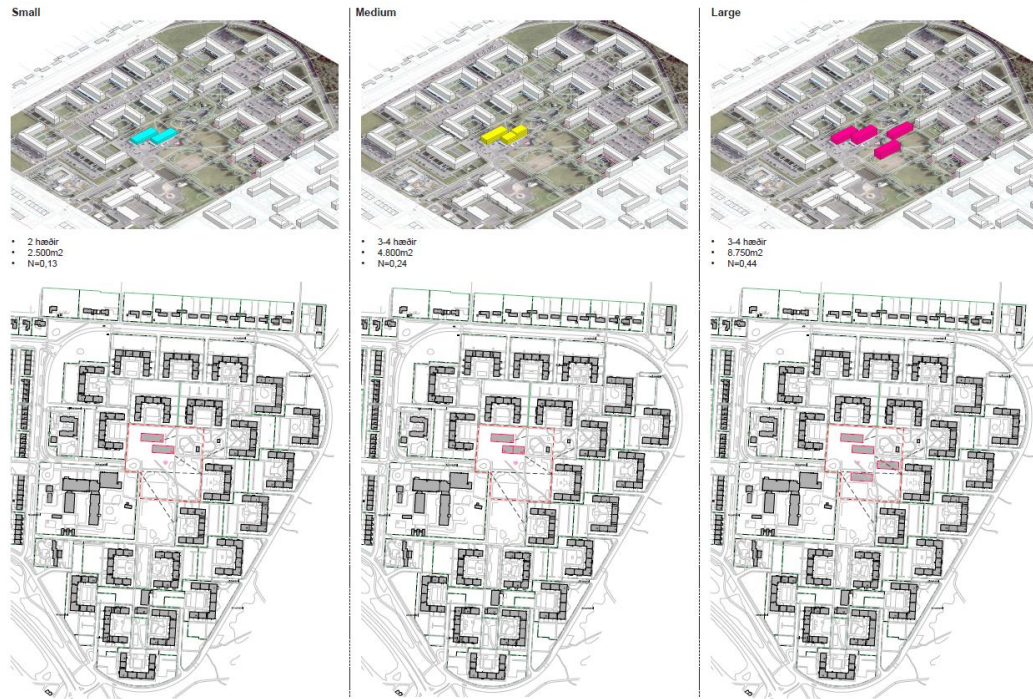 Small
• 2 hæðir
• 2.500m2
• N=0,13
Medium
• 3-4 hæðir
• 4.800m2
• N=0,24
Large
• 3-4 hæðir
• 8.750m2
• N=0,44